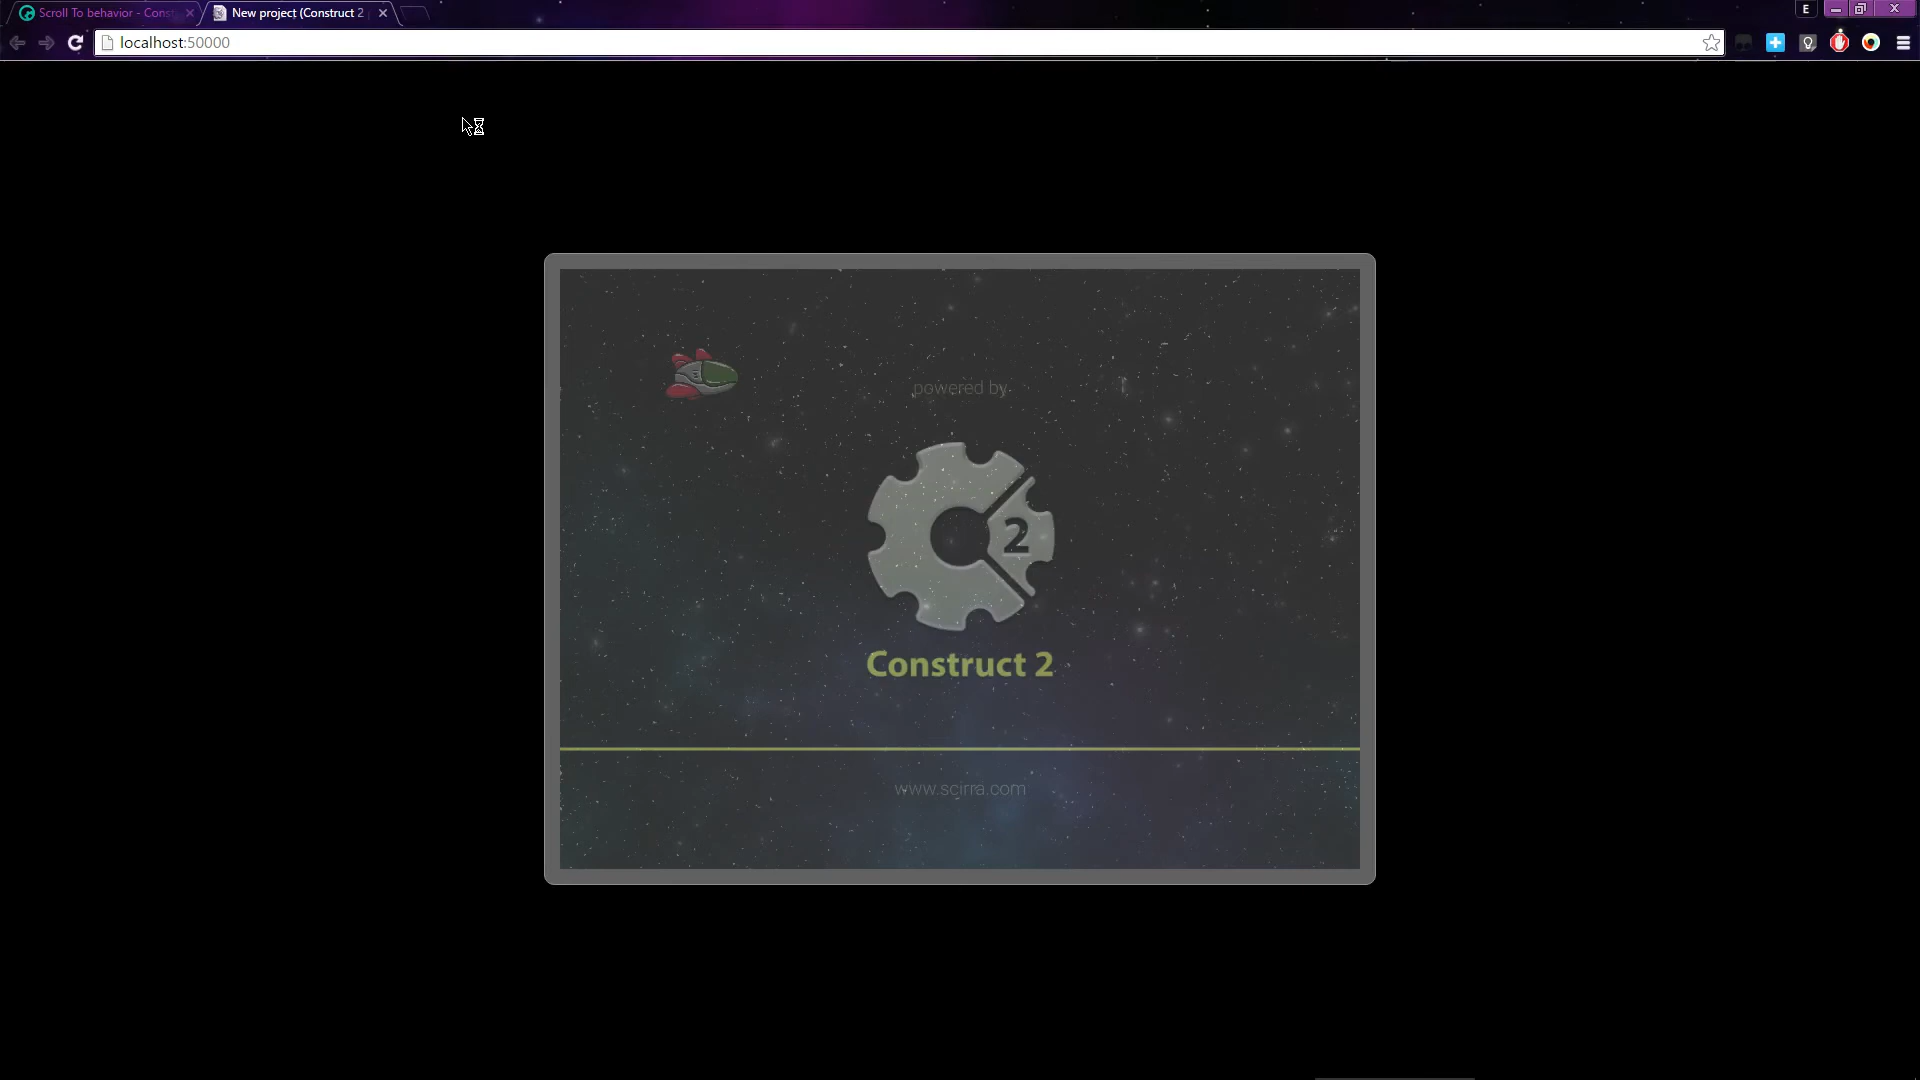 Scroll To behavior - Const
New project (Construct 2
E
localhost:50000
powered by
2
Construct 2
www.scirra.com